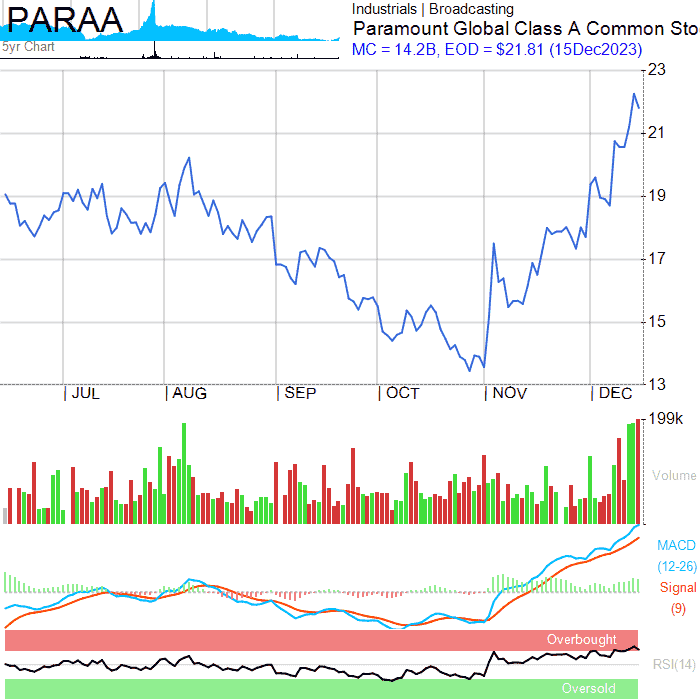 PARAA
5yr Chart
Industrials | Broadcasting
Paramount Global Class A Common Sto
MC = 14.2B, EOD = $21.81 (15Dec2023)
23
21
19
17
15
13
| JUL | AUG | SEP | OCT | NOV | DEC
199k
Volume
MACD
(12-26)
Signal
(9)
Overbought
RSI(14)
Oversold